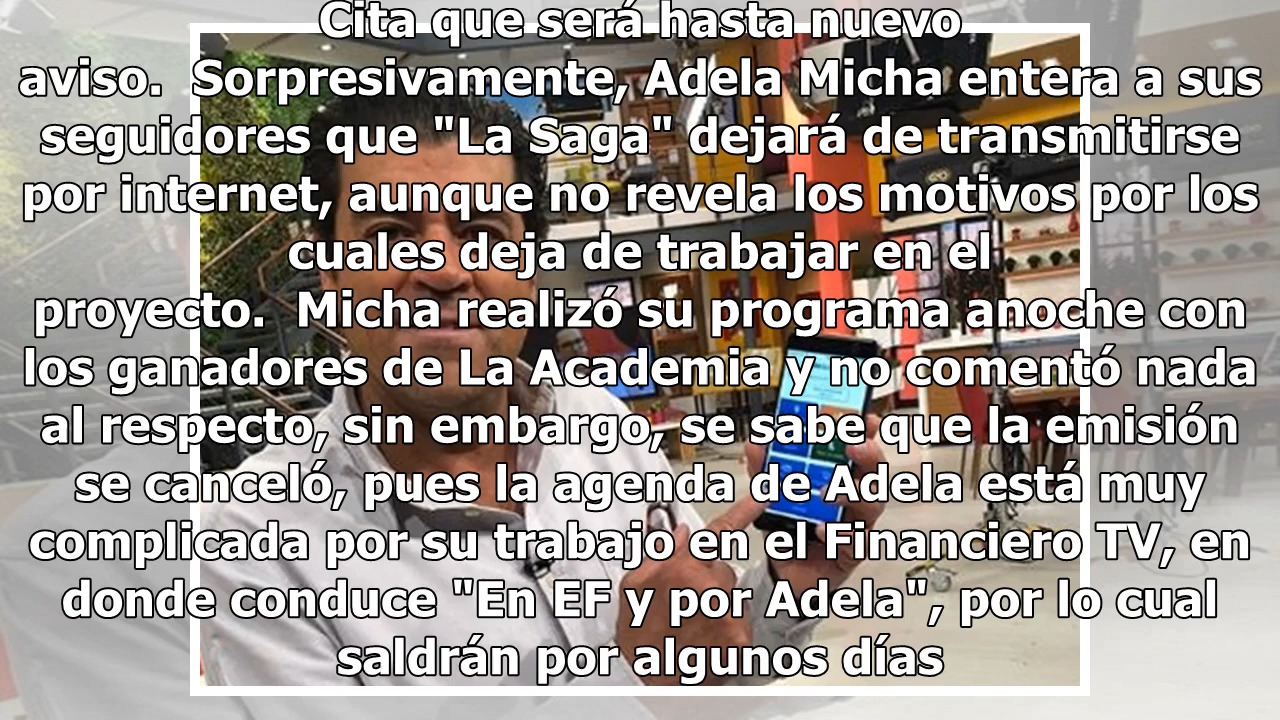 Cita que será hasta nuevo
aviso.  Sorpresivamente, Adela Micha entera a sus
seguidores que "La Saga" dejará de transmitirse
por internet, aunque no revela los motivos por los
cuales deja de trabajar en el
proyecto.  Micha realizó su programa anoche con
los ganadores de La Academia y no comentó nada
al respecto, sin embargo, se sabe que la emisión
se canceló, pues la agenda de Adela está muy
complicada por su trabajo en el Financiero TV, en
donde conduce "En EF y por Adela", por lo cual
saldrán por algunos días